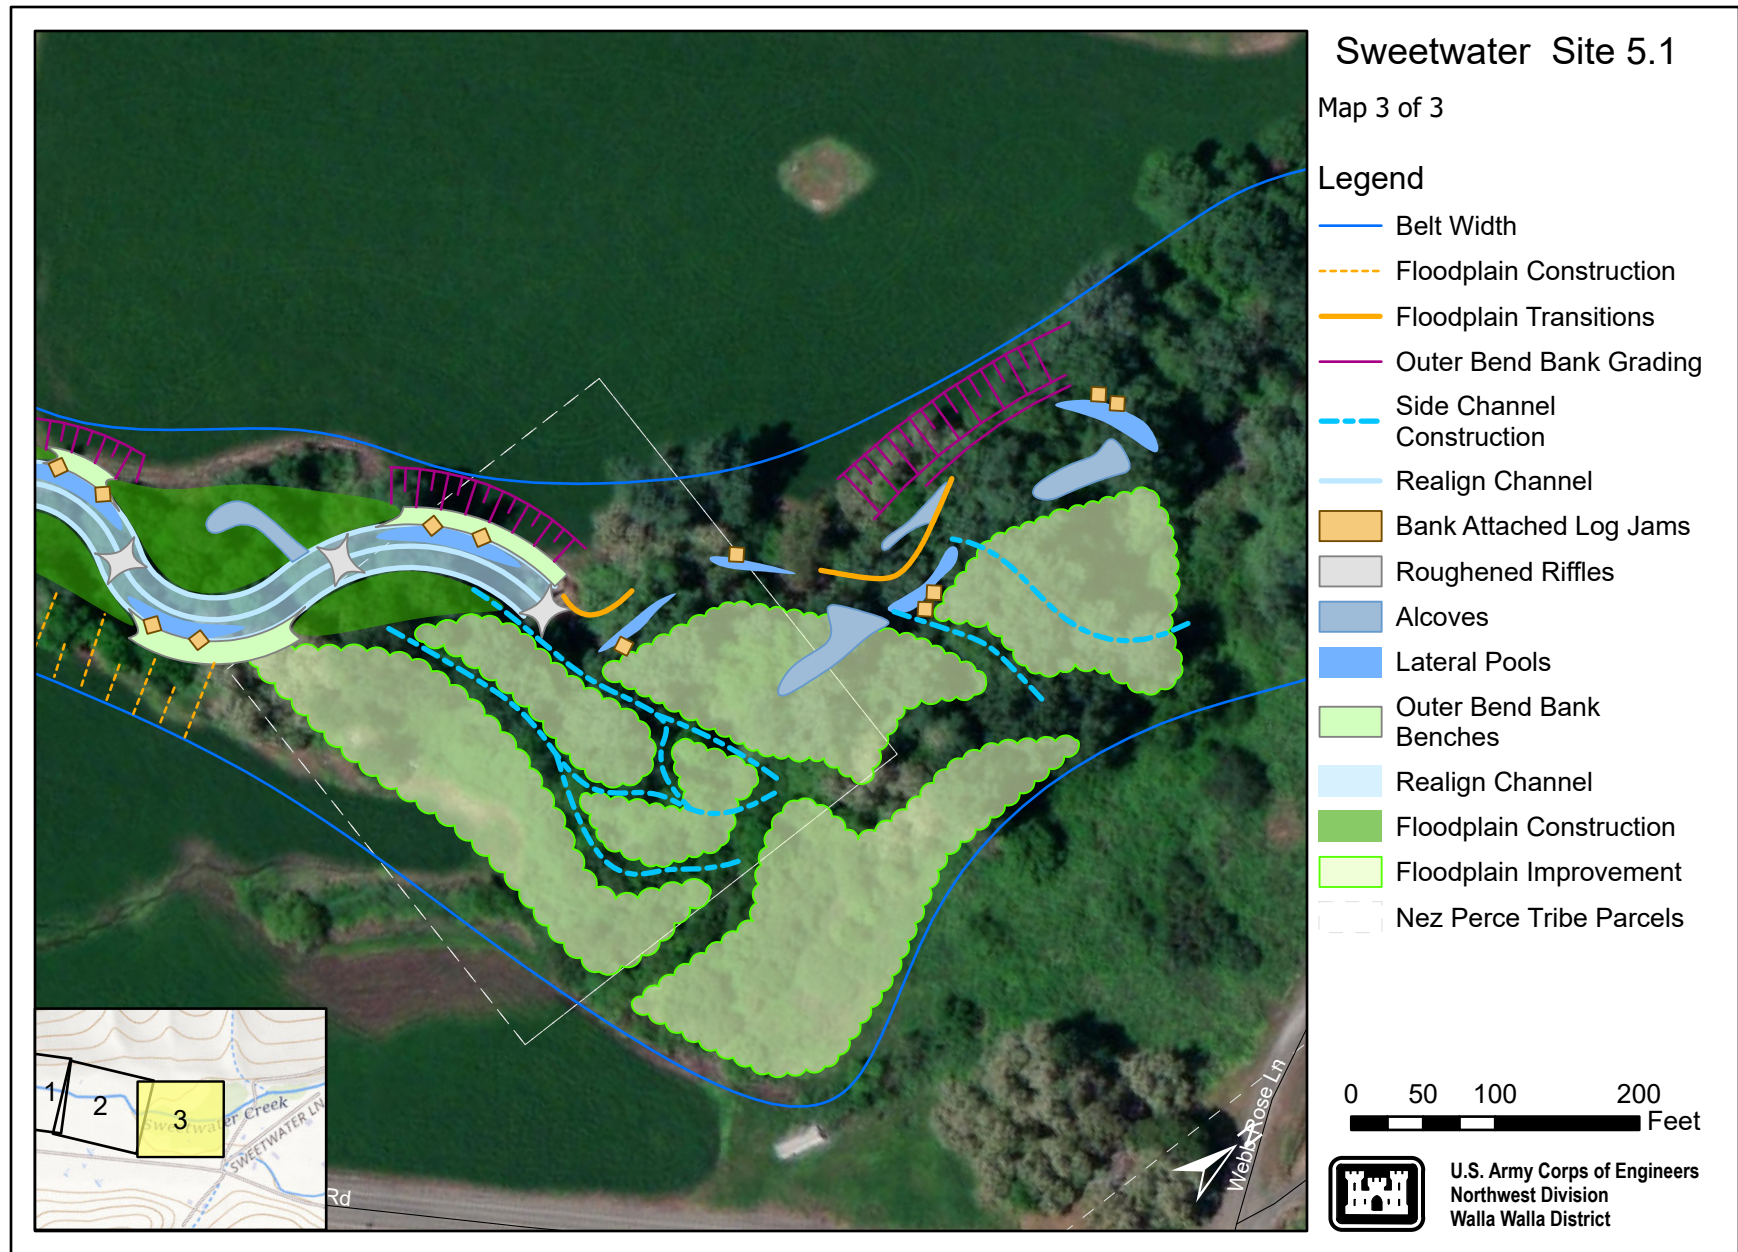 Sweetwater Site 5.1
Map 3 of 3
Legend
Belt Width
Floodplain Construction
Floodplain Transitions
Outer Bend Bank Grading
Side Channel
Construction
Realign Channel
Bank Attached Log Jams
Roughened Riffles
Alcoves
Lateral Pools
Outer Bend Bank
Benches
Realign Channel
Floodplain Construction
Floodplain Improvement
Nez Perce Tribe Parcels
0 50 100 200
Feet
U.S. Army Corps of Engineers
Northwest Division
Walla Walla District
Webb Rose Ln
N
Rd
1
2
3
Sweetwater Creek
SWEETWATER LN